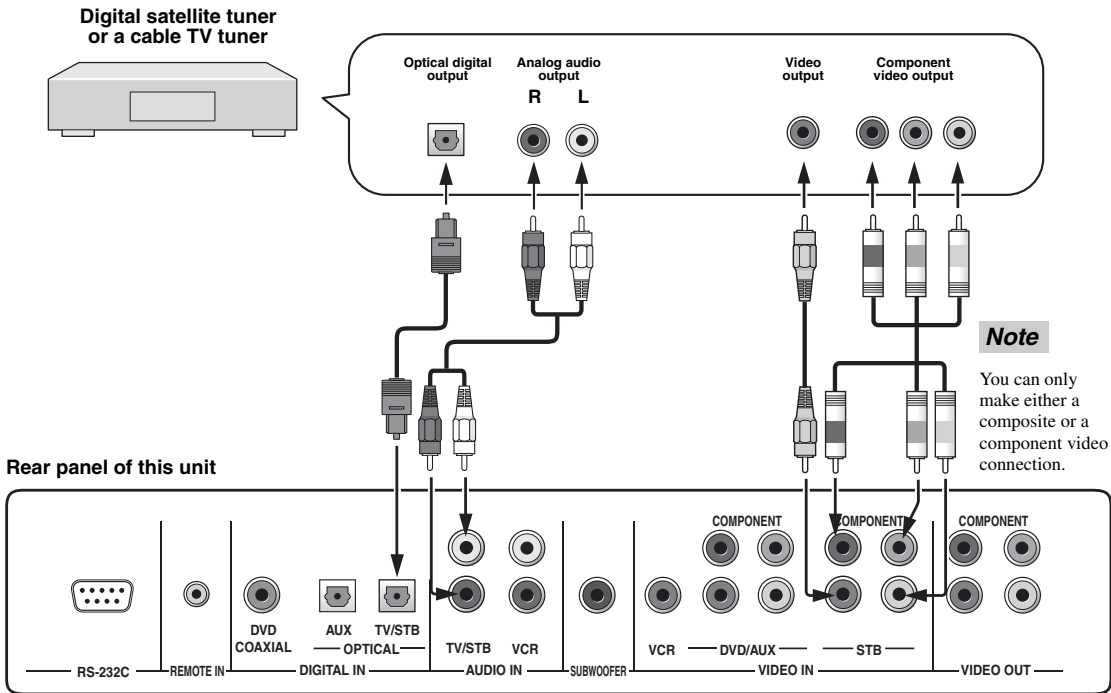 Digital satellite tuner
or a cable TV tuner
Optical digital
output
Analog audio
output
R L
Video
output
Component
video output
Note
You can only
make either a
composite or a
component video
connection.
Rear panel of this unit
COMPONENT COMPONENT COMPONENT
DVD
COAXIAL
AUX TV/STB
OPTICAL
TV/STB VCR
VCR DVD/AUX STB
RS-232C REMOTE IN DIGITAL IN AUDIO IN SUBWOOFER VIDEO IN VIDEO OUT